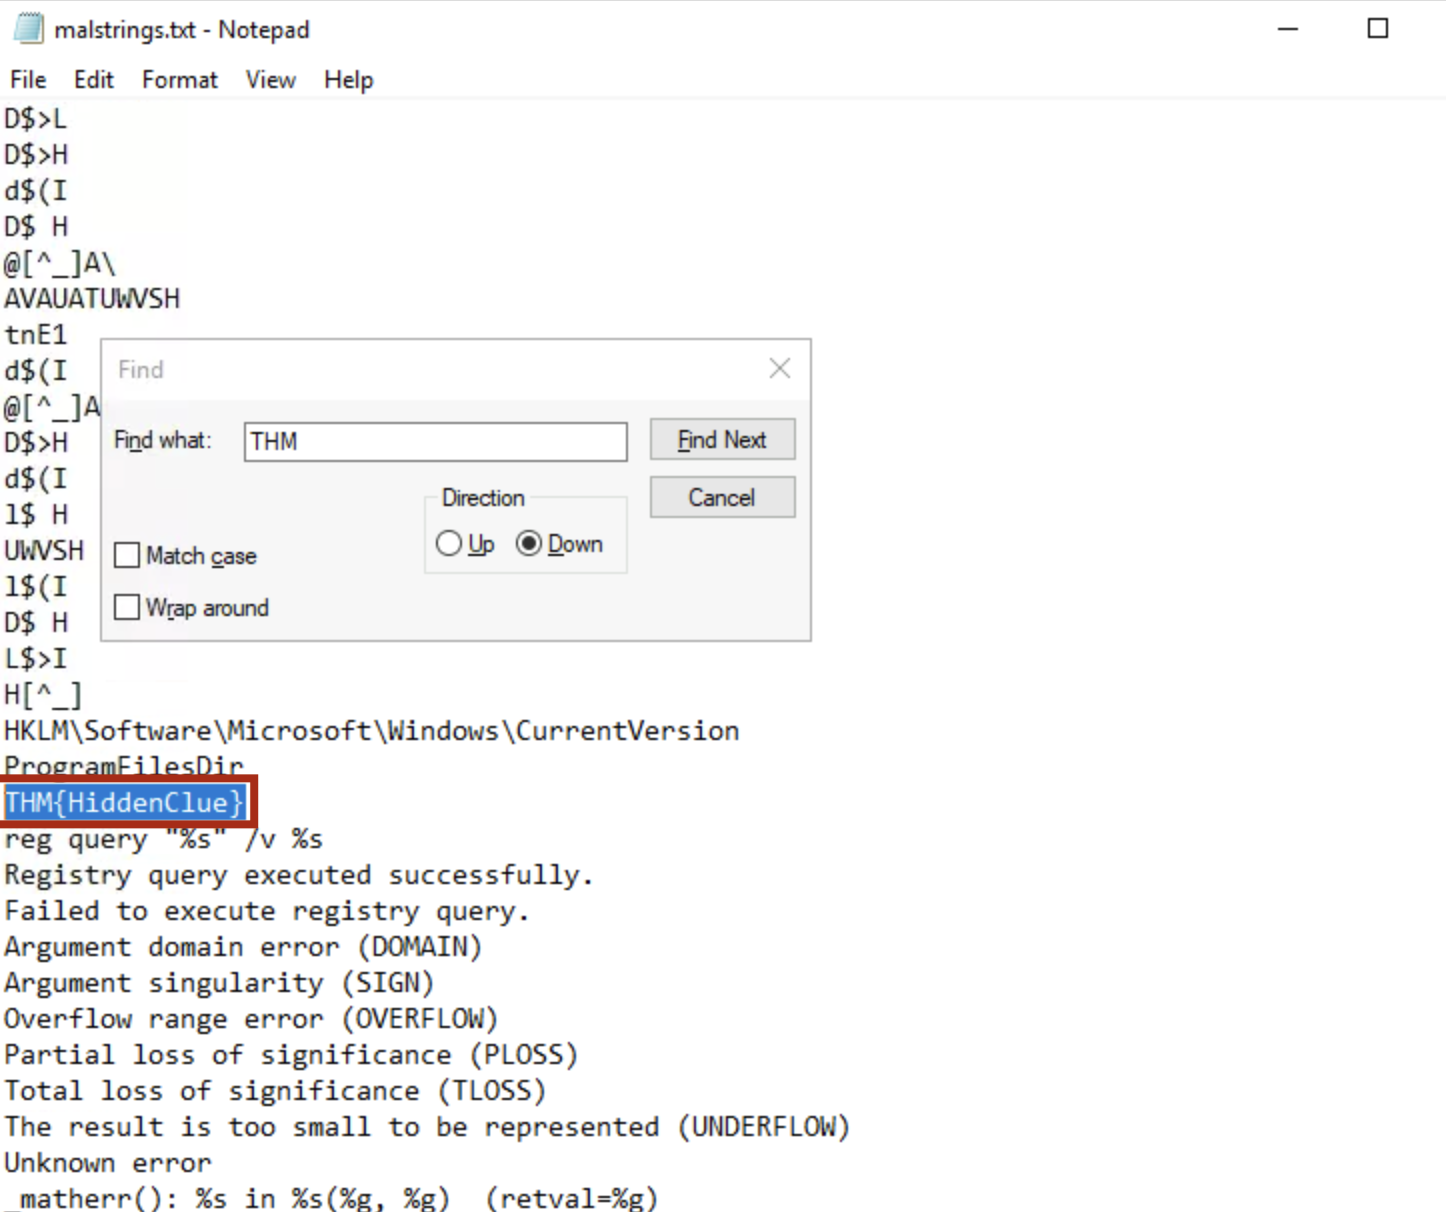 malstrings.txt - Notepad
File Edit Format View Help
D$>L
D$>H
d$(I
D$ H
@[^_]A\
AVAUATUWVSH
tnE1
d$(I
@[^_]A
D$>H
d$(I
l$ H
UWVSH
l$(I
D$ H
L$>I
H[^_]
Find
Find what: THM Find Next
Direction Cancel
Up Down
Match case
Wrap around
HKLM\Software\Microsoft\Windows\CurrentVersion
ProgramFilesDir
THM{HiddenClue}
reg query "%s" /v %s
Registry query executed successfully.
Failed to execute registry query.
Argument domain error (DOMAIN)
Argument singularity (SIGN)
Overflow range error (OVERFLOW)
Partial loss of significance (PLOSS)
Total loss of significance (TLOSS)
The result is too small to be represented (UNDERFLOW)
Unknown error
_matherr(): %s in %s(%g, %g)  (retval=%g)